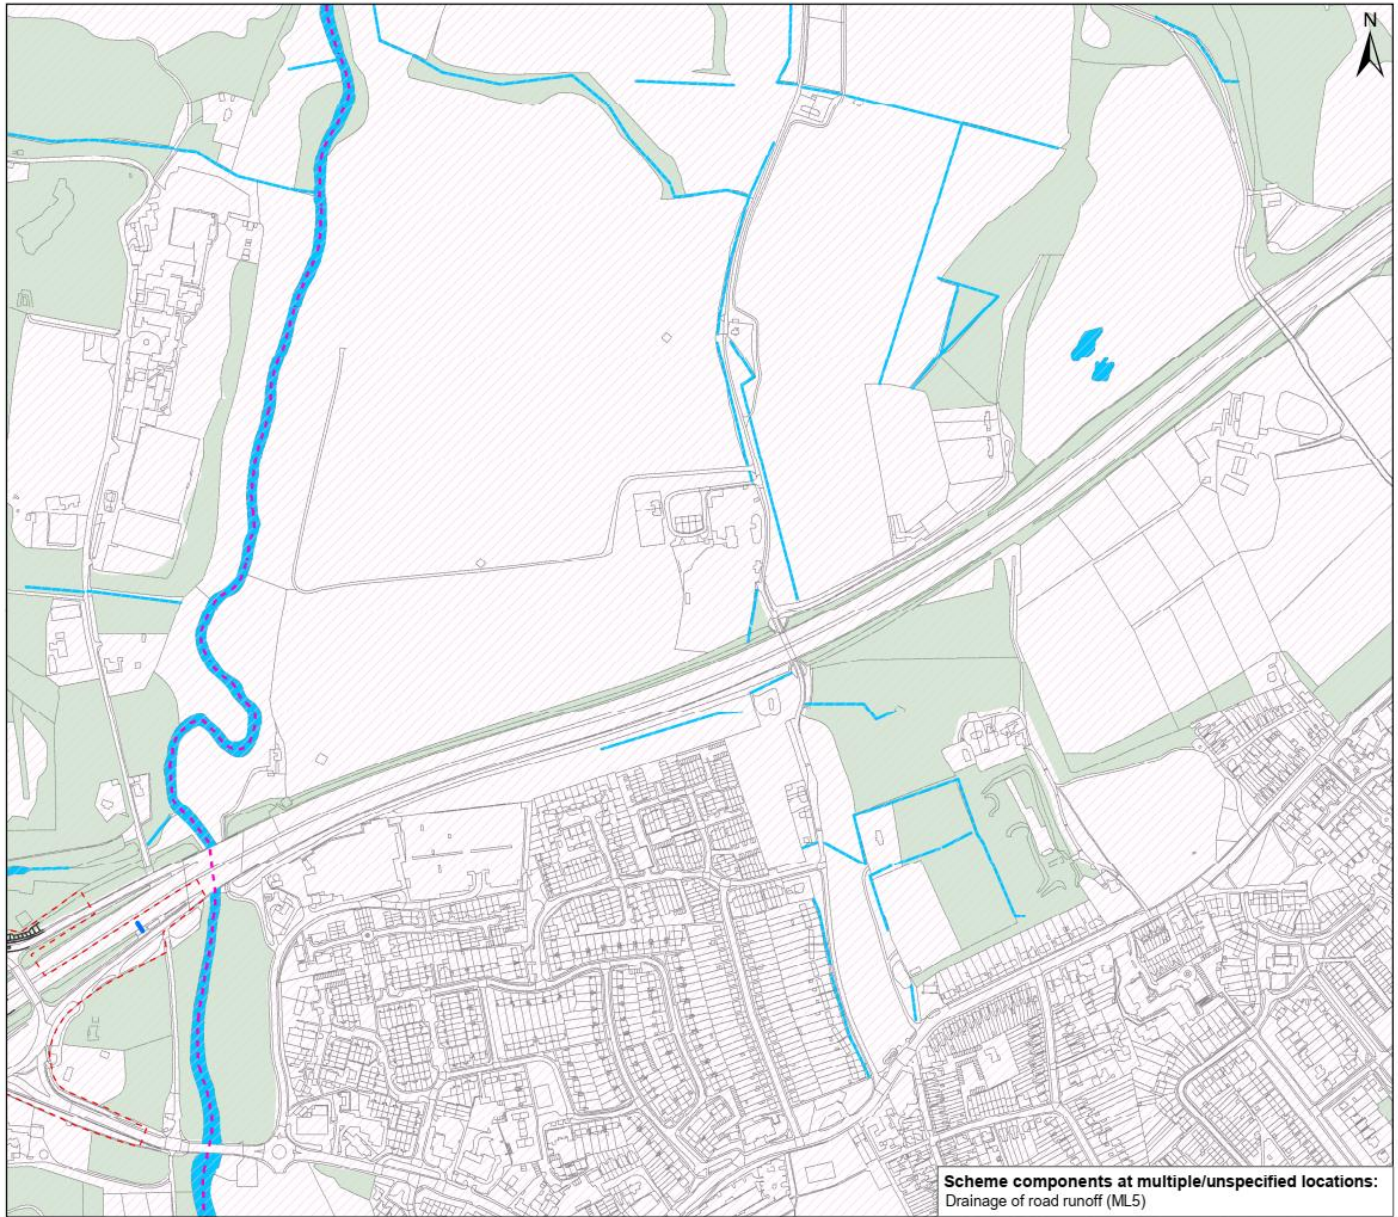 N
Scheme components at multiple/unspecified locations:
Drainage of road runoff (ML5)